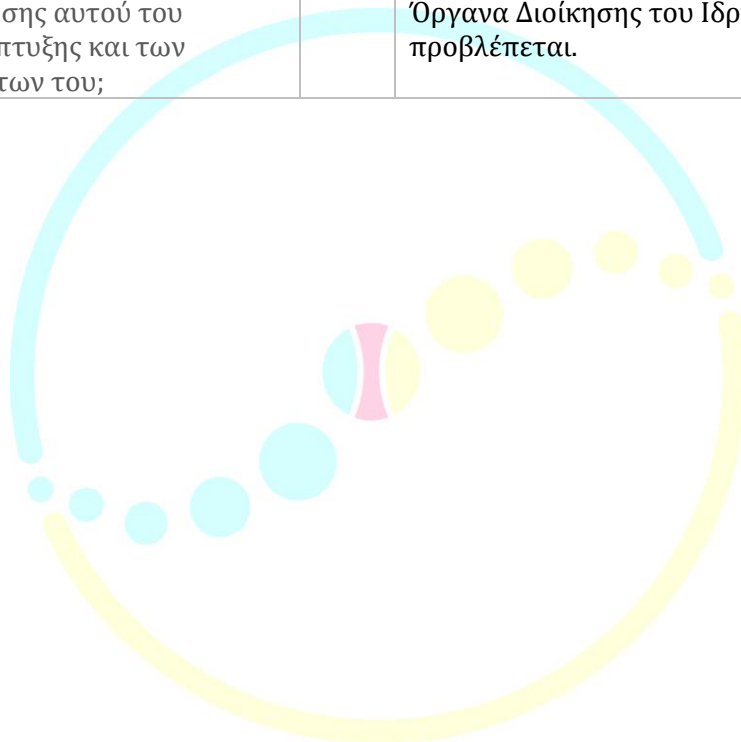 σης αυτού του
πτυξης και των
των του;
Όργανα Διοίκησης του Ιδρ
προβλέπεται.